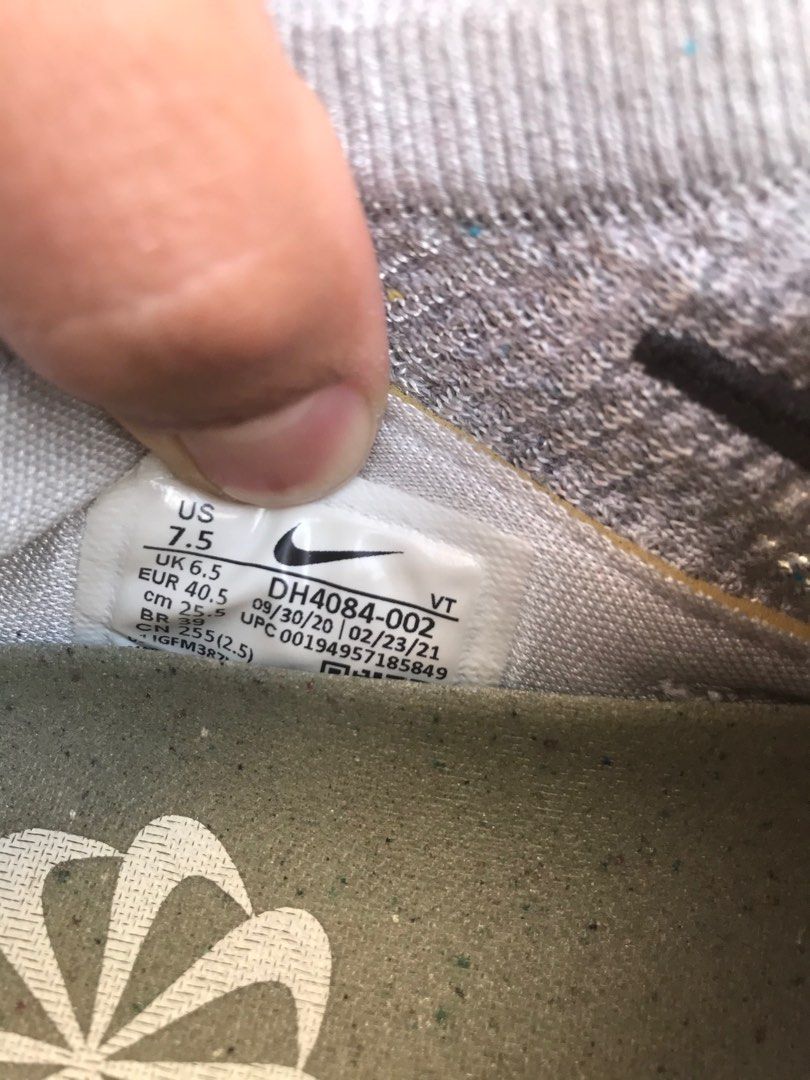 US
7.5
UK 6.5
EUR 40.5
cm 25.5
BR 39
CN 255(2.5)
VT
DH4084-002
09/30/20 | 02/23/21
UPC 00194957185849